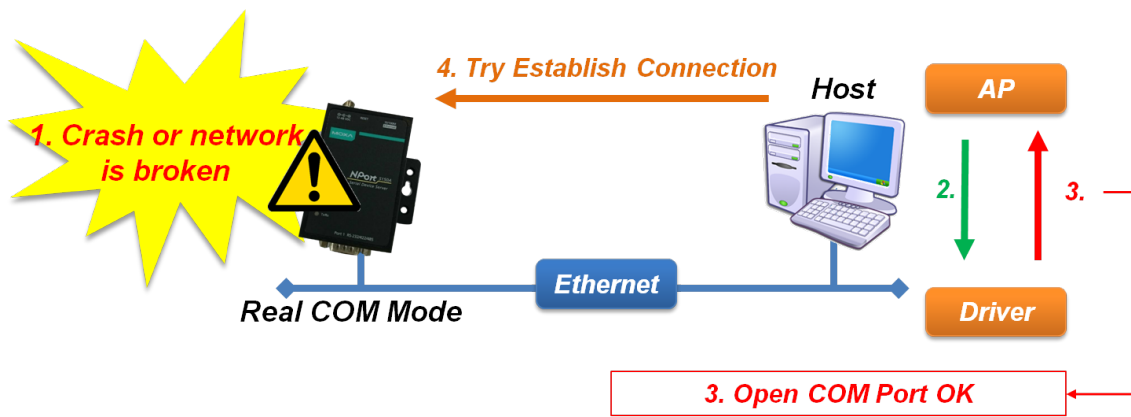 4. Try Establish Connection
Host
AP
1. Crash or network
is broken
NPort
2.
3.
Ethernet
Real COM Mode
Driver
3. Open COM Port OK